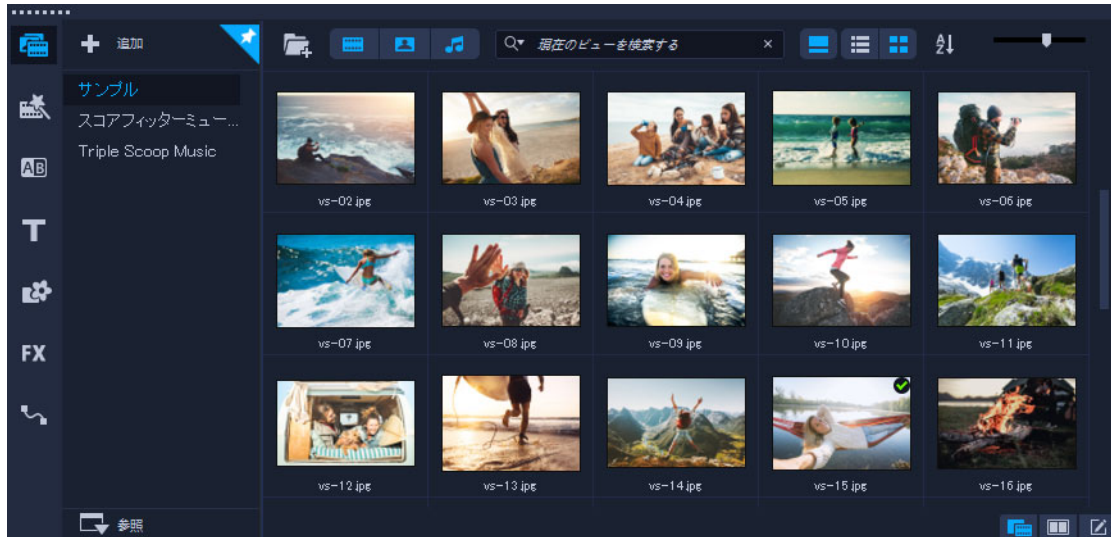 追加
現在のビューを検索する
サンプル
スコアフィッターミュー...
Triple Scoop Music
AB
T
FX
vs-02.jpg
vs-03.jpg
vs-04.jpg
vs-05.jpg
vs-06.jpg
vs-07.jpg
vs-08.jpg
vs-09.jpg
vs-10.jpg
vs-11.jpg
vs-12.jpg
vs-13.jpg
vs-14.jpg
vs-15.jpg
vs-16.jpg
参照